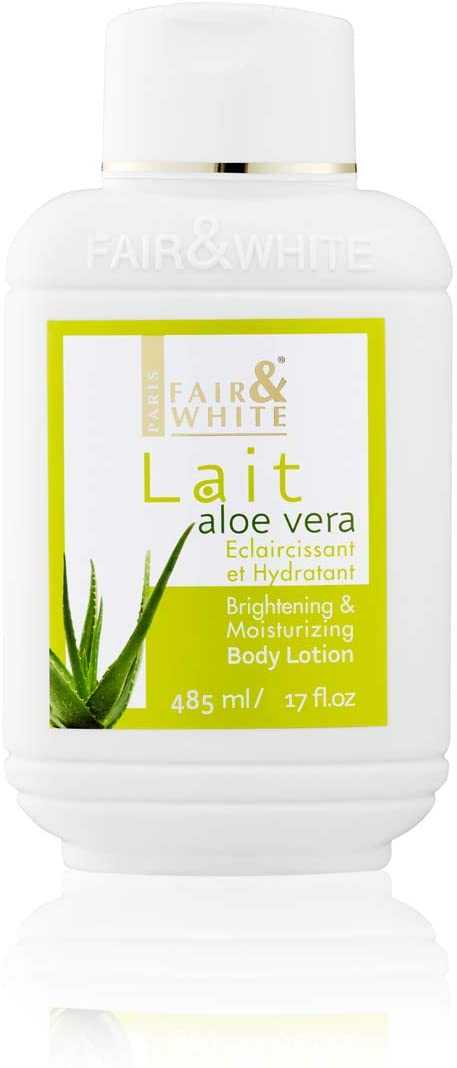 FAIR&WHITE
PARIS
FAIR&®
WHITE
Lait
aloe vera
Eclaircissant
et Hydratant
Brightening &
Moisturizing
Body Lotion
485 ml/ 17 fl.oz